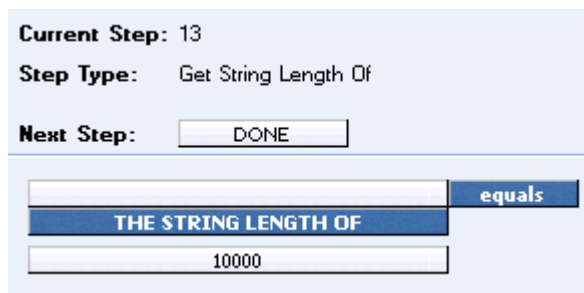 Current Step: 13
Step Type: Get String Length Of
Next Step: DONE
equals
THE STRING LENGTH OF
10000